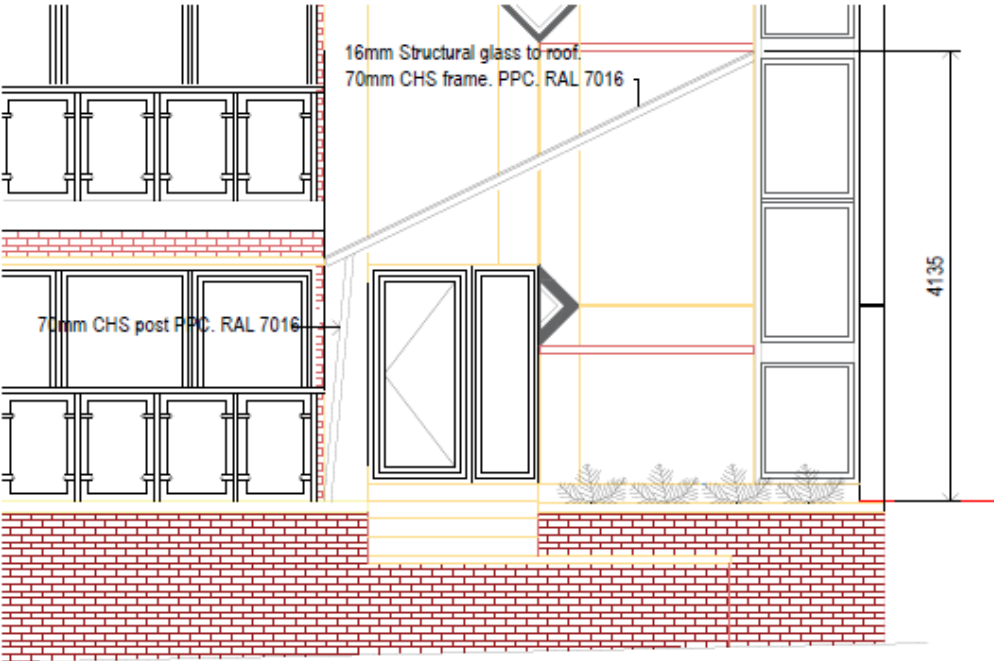 16mm Structural glass to roof.
70mm CHS frame. PPC. RAL 7016
4135
70mm CHS post PPC. RAL 7016